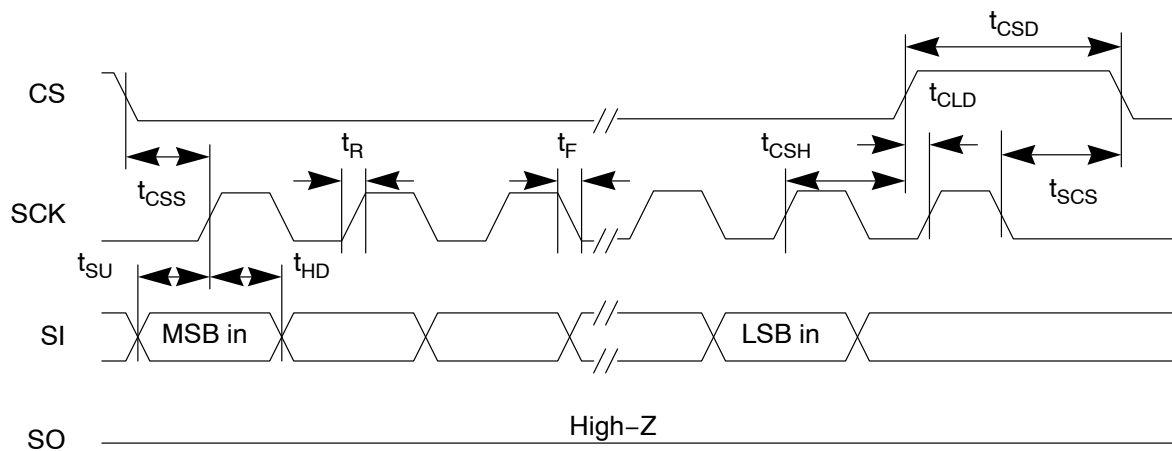 tCSD
CS
tCLD
tR
tF
tCSH
tCSS
tSCS
SCK
tSU
tHD
SI
MSB in
LSB in
High−Z
SO